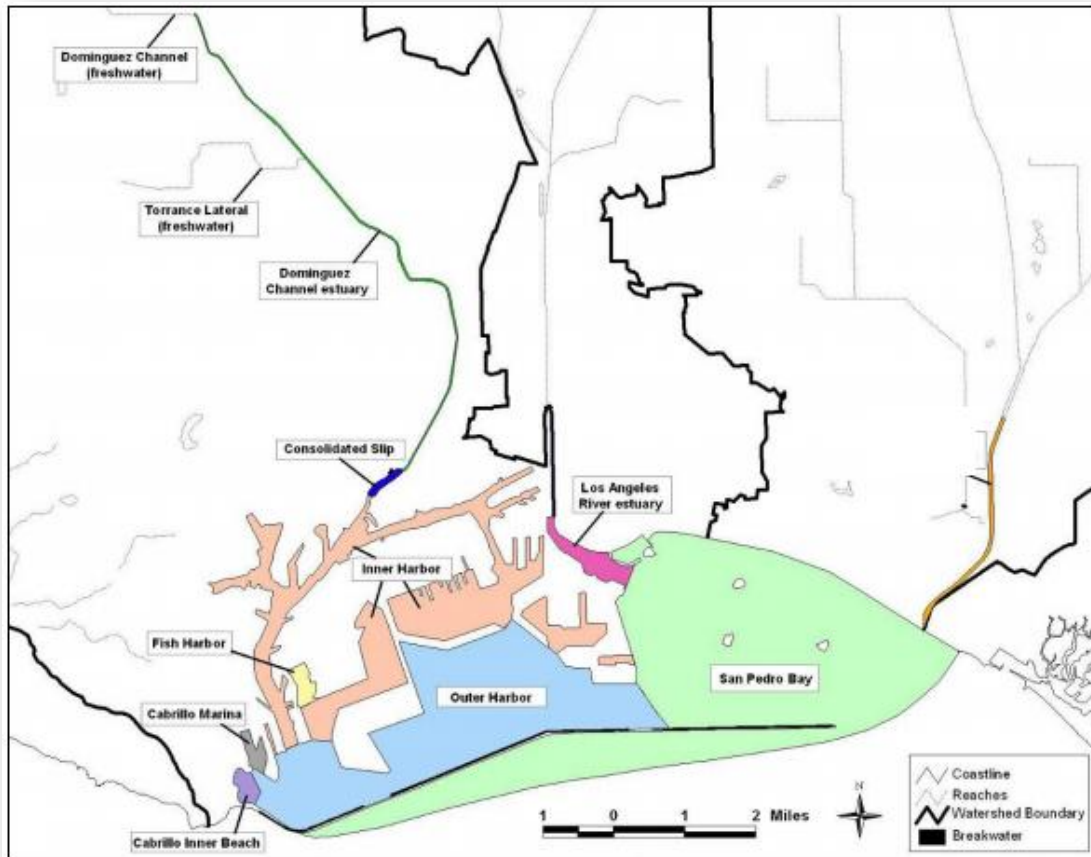 Dominguez Channel
(freshwater)
Torrance Lateral
(freshwater)
Dominguez
Channel estuary
Consolidated Slip
Los Angeles
River estuary
Inner Harbor
Fish Harbor
San Pedro Bay
Outer Harbor
Cabrillo Marina
Cabrillo Inner Beach
1 0 1 2 Miles
N
Coastline
Reaches
Watershed Boundary
Breakwater